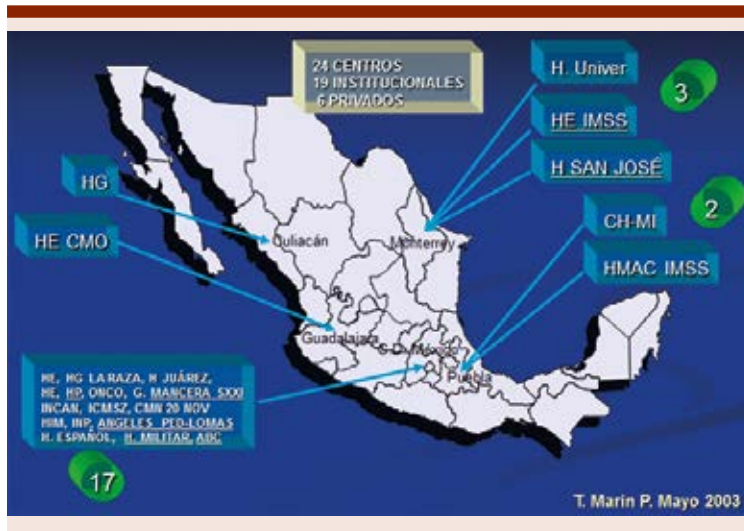 24 CENTROS
19 INSTITUCIONALES
6 PRIVADOS
H. Univer
3
HE IMSS
H SAN JOSÉ
HG
2
CH-MI
HE CMO
Culiacán
Monterrey
HMAC IMSS
Guadalajara
Cd. México
Puebla
HE, HG LA RAZA, H JUÁREZ,
HE, HP, ONCO, G. MANCERA SXXI
INCAN, ICMSZ, CMN 20 NOV
HIM, INP, ANGELES PED-LOMAS
H. ESPAÑOL, H. MILITAR, ABC
17
T. Marin P. Mayo 2003